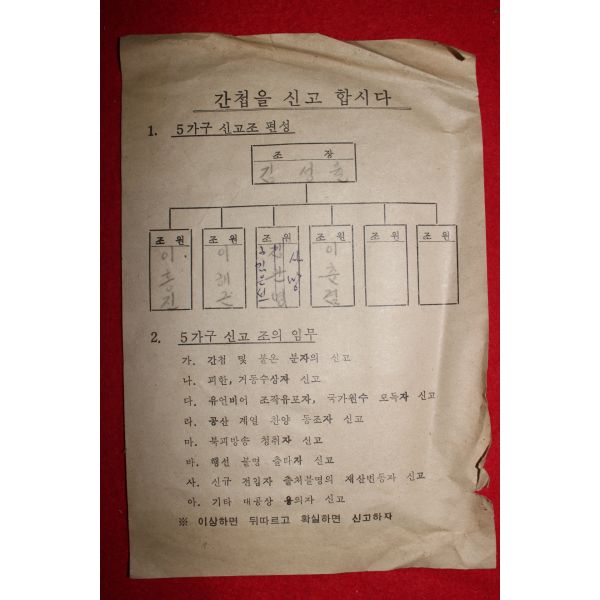 간첩을 신고 합시다
1. 5가구 신고조 편성
조 장
김 성
조 원 조 원 조 원 조 원 조 원 조 원
이 이 이
춘
사망
2. 5가구 신고 조의 임무
가. 간첩 및 불온 분자의 신고
나. 피한, 거동수상자 신고
다. 유언비어 조작유포자, 국가원수 모독자 신고
라. 공산 계열 찬양 동조자 신고
마. 북괴방송 청취자 신고
바. 행선 불명 출타자 신고
사. 신규 전입자 출처불명의 재산변동자 신고
아. 기타 대공상 용의자 신고
※ 이상하면 뒤따르고 확실하면 신고하자